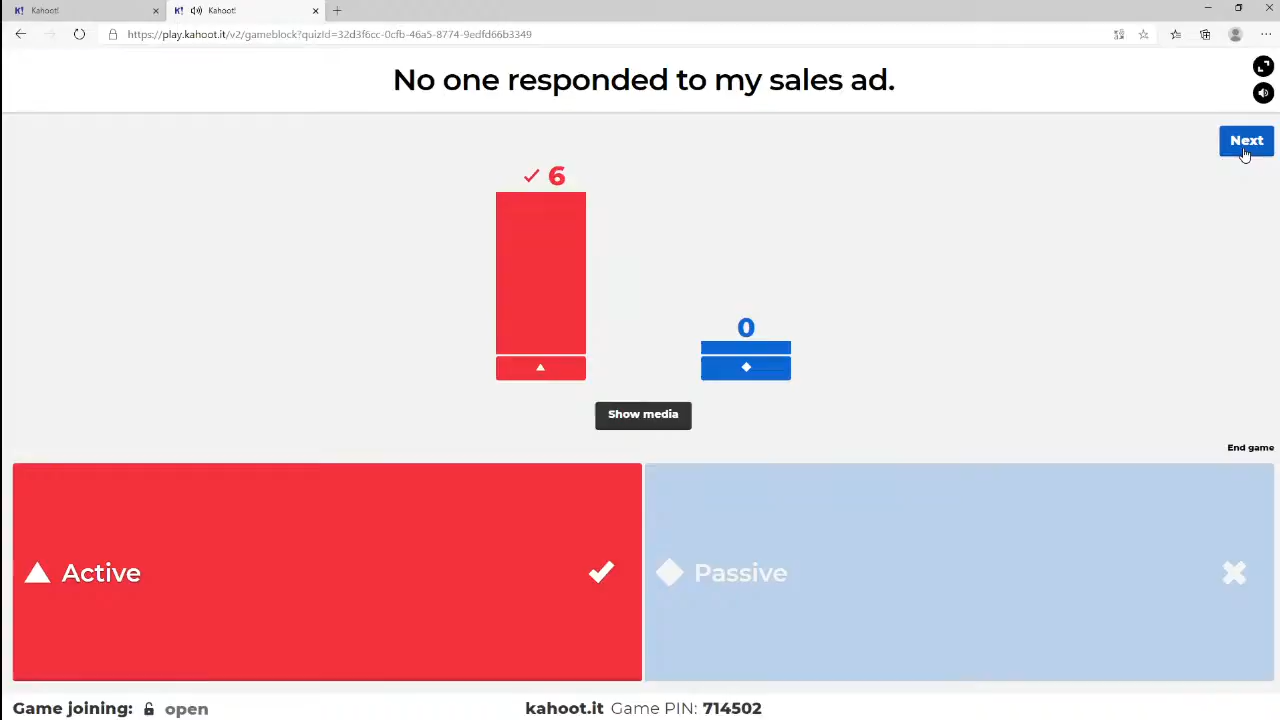 Kahoot!
Kahoot!
https://play.kahoot.it/v2/gameblock?quizId=32d3f6cc-0cfb-46a5-8774-9edfd66b3349
No one responded to my sales ad.
Next
6
0
Show media
End game
Active
Passive
Game joining: open
kahoot.it Game PIN: 714502